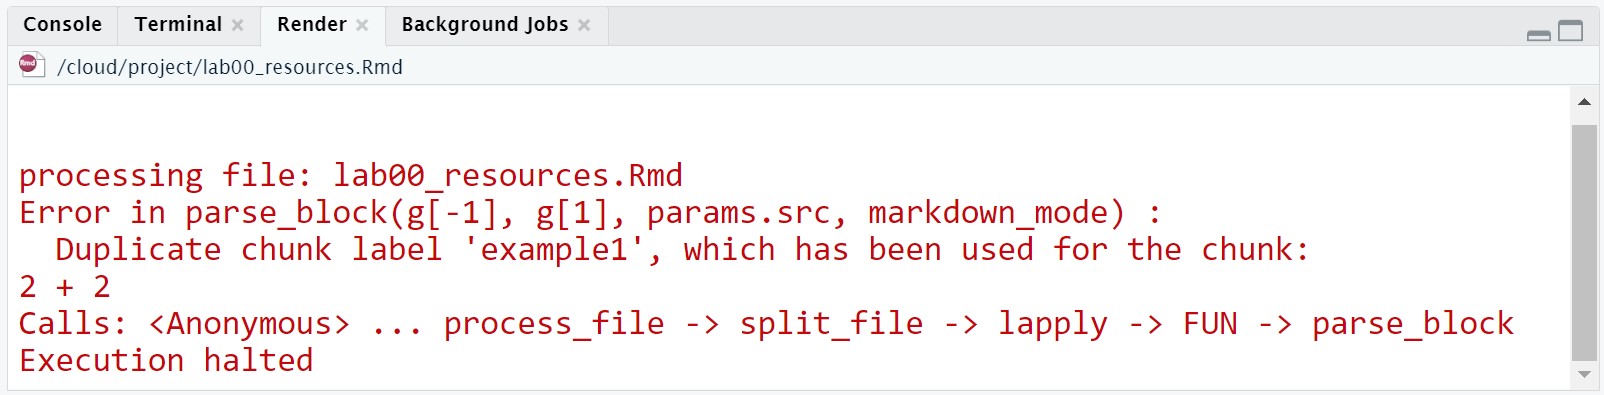 Console Terminal Render Background Jobs
Rmd /cloud/project/lab00_resources.Rmd
processing file: lab00_resources.Rmd
Error in parse_block(g[-1], g[1], params.src, markdown_mode) :
  Duplicate chunk label 'example1', which has been used for the chunk:
2 + 2
Calls: <Anonymous> ... process_file -> split_file -> lapply -> FUN -> parse_block
Execution halted